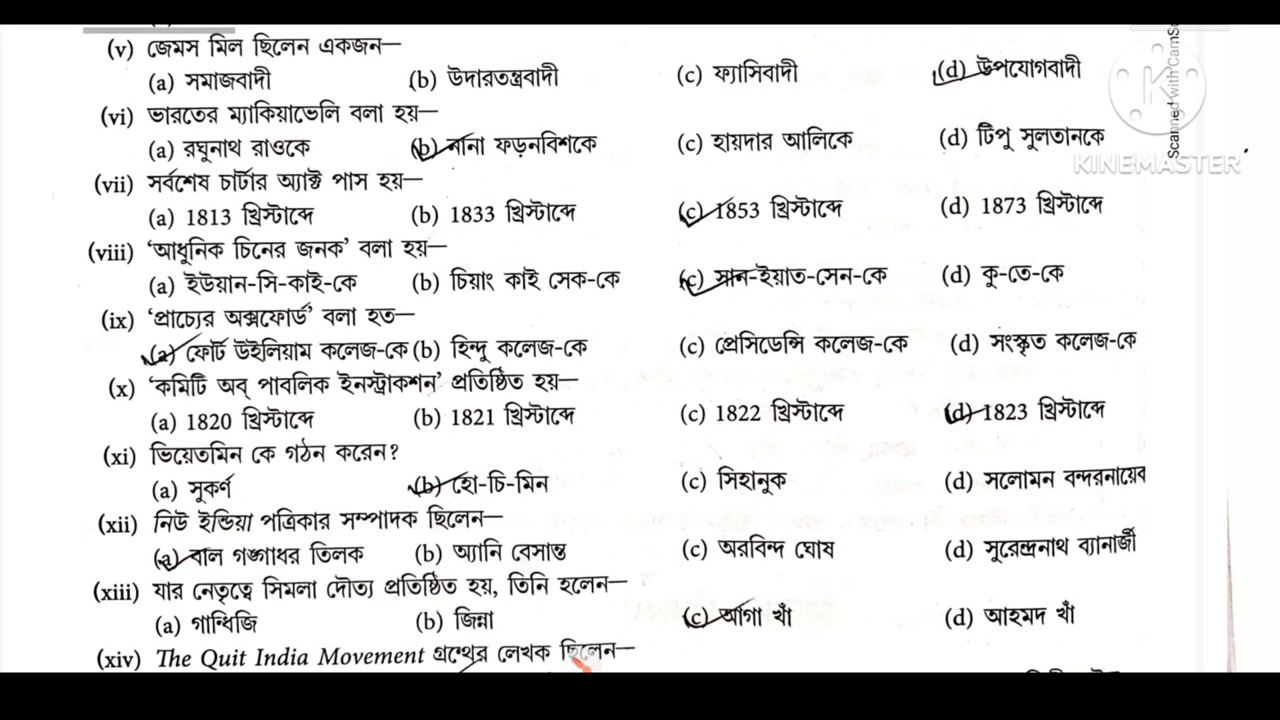 (v) জেমস মিল ছিলেন একজন—
(a) সমাজবাদী (b) উদারতন্ত্রবাদী (c) ফ্যাসিবাদী (d) উপযোগবাদী
(vi) ভারতের ম্যাকিয়াভেলি বলা হয়—
(a) রঘুনাথ রাওকে (b) নানা ফড়নবিশকে (c) হায়দার আলিকে (d) টিপু সুলতানকে
(vii) সর্বশেষ চার্টার অ্যাক্ট পাস হয়—
(a) 1813 খ্রিস্টাব্দে (b) 1833 খ্রিস্টাব্দে (c) 1853 খ্রিস্টাব্দে (d) 1873 খ্রিস্টাব্দে
(viii) ‘আধুনিক চিনের জনক’ বলা হয়—
(a) ইউয়ান-সি-কাই-কে (b) চিয়াং কাই সেক-কে (c) সান-ইয়াত-সেন-কে (d) কু-তে-কে
(ix) ‘প্রাচ্যের অক্সফোর্ড’ বলা হত—
(a) ফোর্ট উইলিয়াম কলেজ-কে (b) হিন্দু কলেজ-কে (c) প্রেসিডেন্সি কলেজ-কে (d) সংস্কৃত কলেজ-কে
(x) ‘কমিটি অব্ পাবলিক ইনস্ট্রাকশন’ প্রতিষ্ঠিত হয়—
(a) 1820 খ্রিস্টাব্দে (b) 1821 খ্রিস্টাব্দে (c) 1822 খ্রিস্টাব্দে (d) 1823 খ্রিস্টাব্দে
(xi) ভিয়েতমিন কে গঠন করেন?
(a) সুকর্ণ (b) হো-চি-মিন (c) সিহানুক (d) সলোমন বন্দরনায়েব
(xii) নিউ ইন্ডিয়া পত্রিকার সম্পাদক ছিলেন—
(a) বাল গঙ্গাধর তিলক (b) অ্যানি বেসান্ত (c) অরবিন্দ ঘোষ (d) সুরেন্দ্রনাথ ব্যানার্জী
(xiii) যার নেতৃত্বে সিমলা দৌত্য প্রতিষ্ঠিত হয়, তিনি হলেন—
(a) গান্ধিজি (b) জিন্না (c) আগা খাঁ (d) আহমদ খাঁ
(xiv) The Quit India Movement গ্রন্থের লেখক ছিলেন—
Scanned with CamSc
KINEMASTER